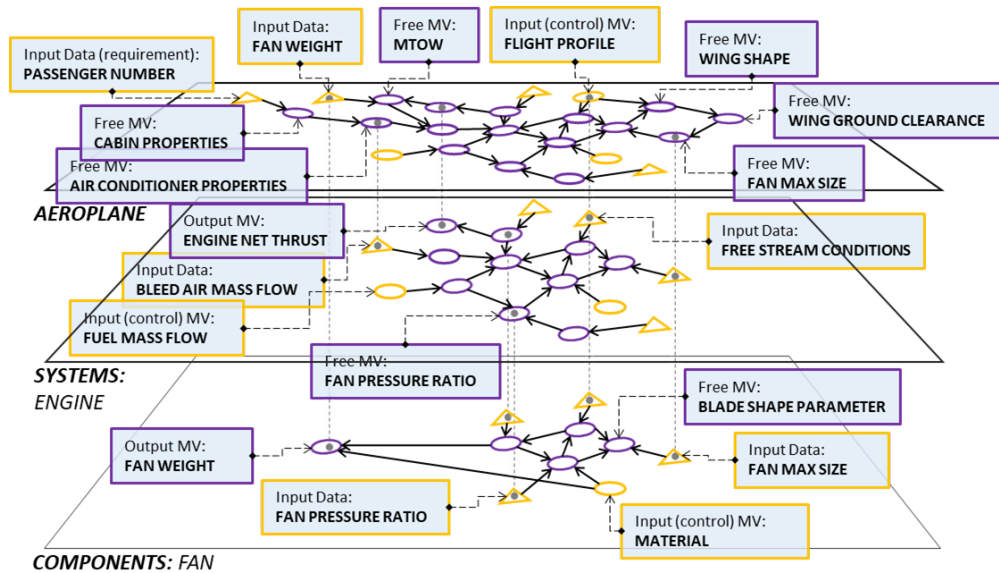 Input Data (requirement):
PASSENGER NUMBER
Input Data:
FAN WEIGHT
Free MV:
MTOW
Input (control) MV:
FLIGHT PROFILE
Free MV:
WING SHAPE
Free MV:
CABIN PROPERTIES
Free MV:
WING GROUND CLEARANCE
Free MV:
AIR CONDITIONER PROPERTIES
Free MV:
FAN MAX SIZE
AEROPLANE
Output MV:
ENGINE NET THRUST
Input Data:
FREE STREAM CONDITIONS
Input Data:
BLEED AIR MASS FLOW
Input (control) MV:
FUEL MASS FLOW
Free MV:
FAN PRESSURE RATIO
SYSTEMS:
ENGINE
Free MV:
BLADE SHAPE PARAMETER
Output MV:
FAN WEIGHT
Input Data:
FAN MAX SIZE
Input Data:
FAN PRESSURE RATIO
Input (control) MV:
MATERIAL
COMPONENTS: FAN